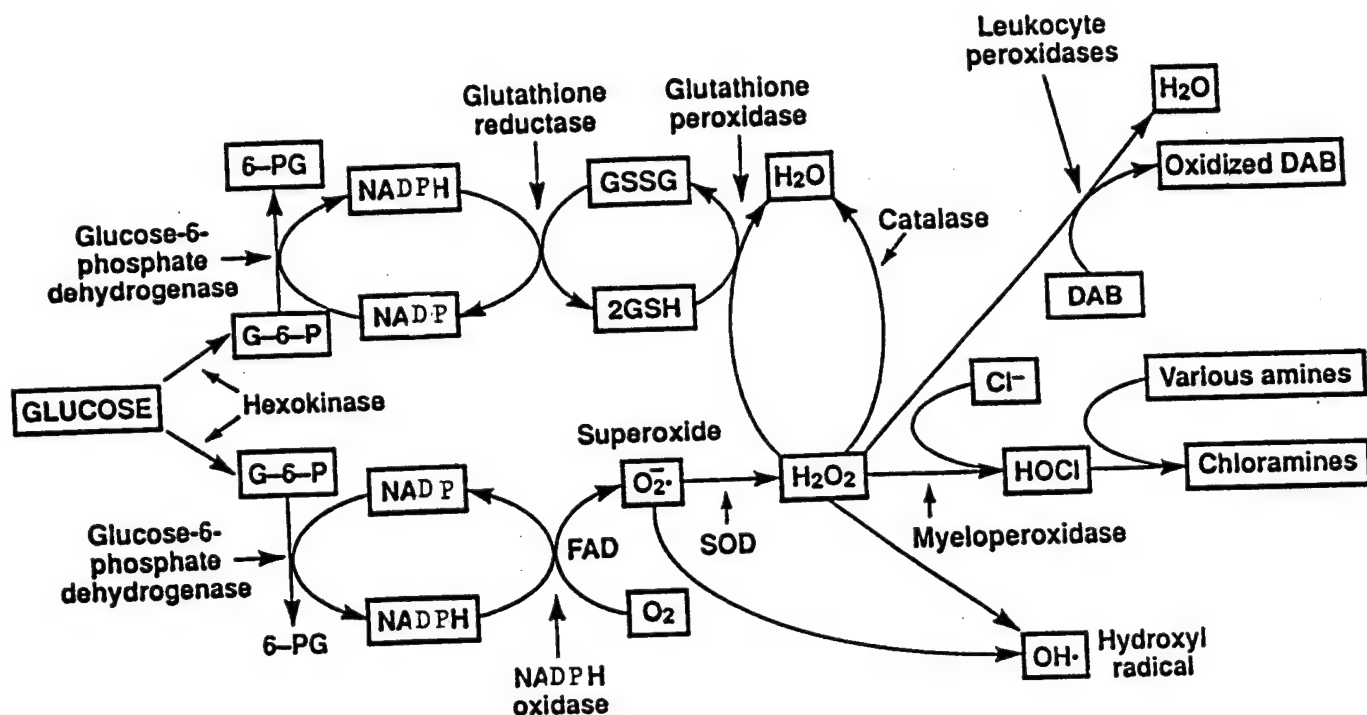 Leukocyte
peroxidases
H₂O
Glutathione
reductase
Glutathione
peroxidase
6–PG
NADPH
GSSG
H₂O
Oxidized DAB
Catalase
Glucose-6-
phosphate
dehydrogenase
DAB
NADP
2GSH
G–6–P
Cl⁻
Various amines
GLUCOSE
Hexokinase
Superoxide
G–6–P
NADP
O₂⁻·
H₂O₂
HOCl
Chloramines
Glucose-6-
phosphate
dehydrogenase
FAD
SOD
Myeloperoxidase
NADPH
O₂
6–PG
OH·
Hydroxyl
radical
NADPH
oxidase